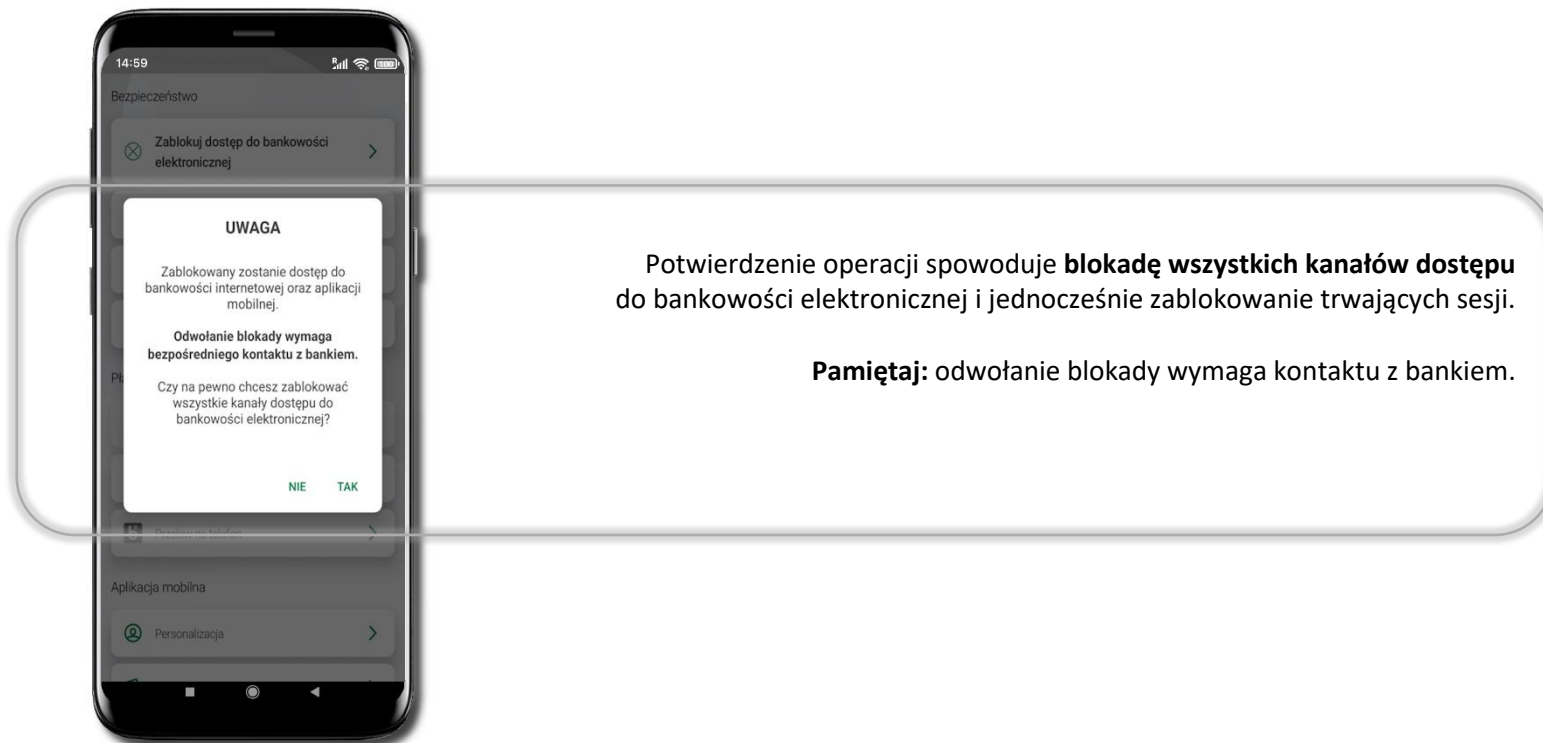 14:59
Bezpieczeństwo
Zablokuj dostęp do bankowości
elektronicznej
UWAGA
Zablokowany zostanie dostęp do
bankowości internetowej oraz aplikacji
mobilnej.
Odwołanie blokady wymaga
bezpośredniego kontaktu z bankiem.
Czy na pewno chcesz zablokować
wszystkie kanały dostępu do
bankowości elektronicznej?
NIE TAK
Przelew na telefon
Aplikacja mobilna
Personalizacja
Potwierdzenie operacji spowoduje blokadę wszystkich kanałów dostępu
do bankowości elektronicznej i jednocześnie zablokowanie trwających sesji.
Pamiętaj: odwołanie blokady wymaga kontaktu z bankiem.